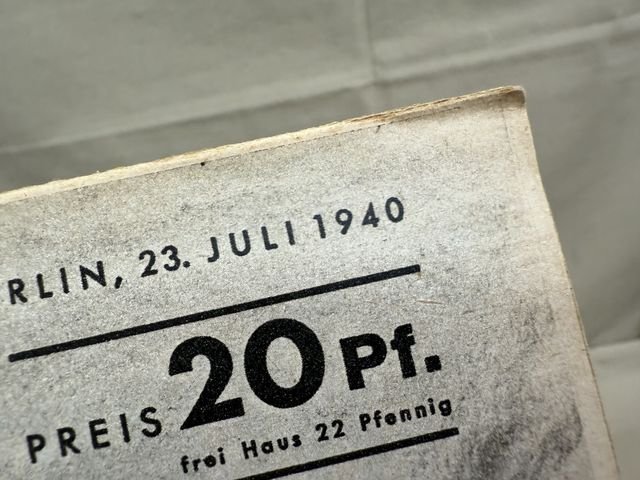 RLIN, 23. JULI 1940
PREIS 20 Pf.
frei Haus 22 Pfennig